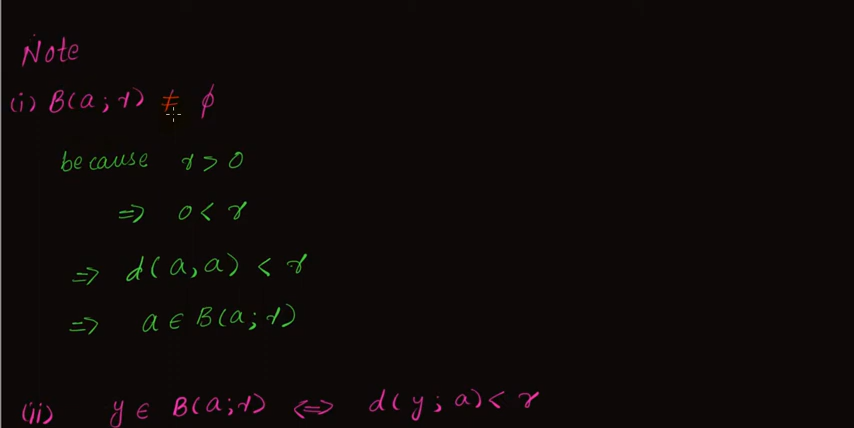 Note
(i) B(a; r) ≠ ϕ
because r > 0
⇒ 0 < r
⇒ d(a, a) < r
⇒ a ∈ B(a; r)
(ii) y ∈ B(a; r) ⇔ d(y; a) < r